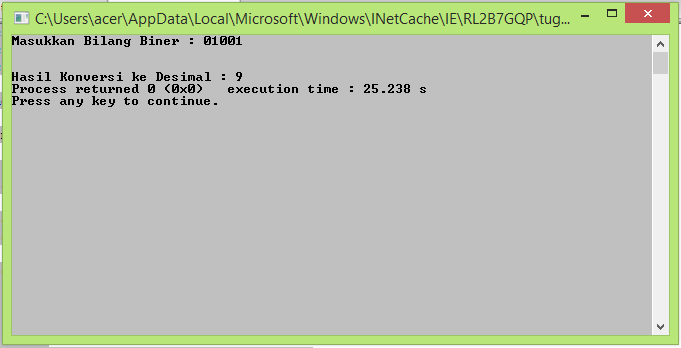 C:\Users\acer\AppData\Local\Microsoft\Windows\INetCache\IE\RL2B7GQP\tug...
Masukkan Bilang Biner : 01001
Hasil Konversi ke Desimal : 9
Process returned 0 (0x0)   execution time : 25.238 s
Press any key to continue.